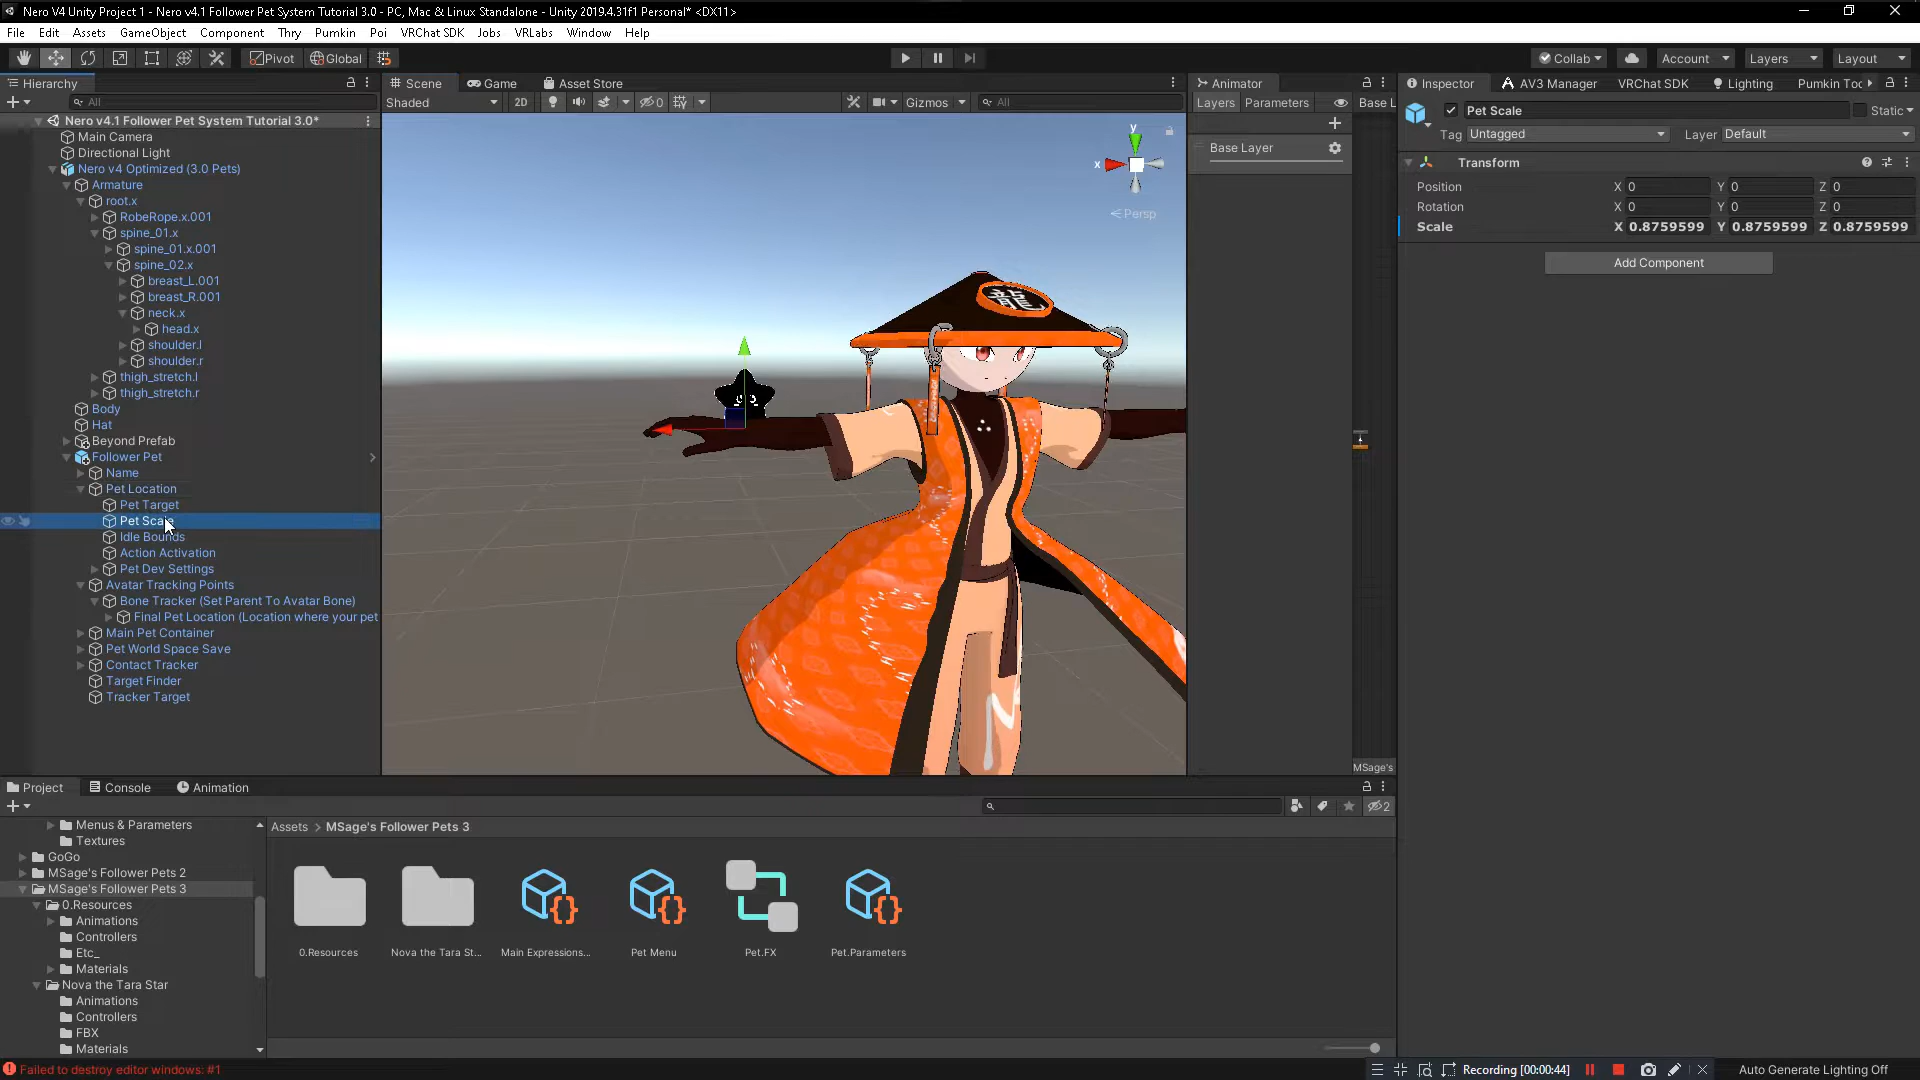 Nero V4 Unity Project 1 - Nero v4.1 Follower Pet System Tutorial 3.0 - PC, Mac & Linux Standalone - Unity 2019.4.31f1 Personal* <DX11>
File Edit Assets GameObject Component Thry Pumkin Poi VRChat SDK Jobs VRLabs Window Help
Pivot Global Collab Account Layers Layout
Hierarchy
All
Nero v4.1 Follower Pet System Tutorial 3.0*
Main Camera
Directional Light
Nero v4 Optimized (3.0 Pets)
Armature
root.x
RobeRope.x.001
spine_01.x
spine_01.x.001
spine_02.x
breast_L.001
breast_R.001
neck.x
head.x
shoulder.l
shoulder.r
thigh_stretch.l
thigh_stretch.r
Body
Hat
Beyond Prefab
Follower Pet
Name
Pet Location
Pet Target
Pet Scale
Idle Bounds
Action Activation
Pet Dev Settings
Avatar Tracking Points
Bone Tracker (Set Parent To Avatar Bone)
Final Pet Location (Location where your pet
Main Pet Container
Pet World Space Save
Contact Tracker
Target Finder
Tracker Target
Scene Game Asset Store
Shaded 2D 0 Gizmos All
y
x
Persp
龍
Animator
Layers Parameters Base L
Base Layer
MSage's
Inspector AV3 Manager VRChat SDK Lighting Pumkin Toc
Pet Scale Static
Tag Untagged Layer Default
Transform
Position X 0 Y 0 Z 0
Rotation X 0 Y 0 Z 0
Scale X 0.8759599 Y 0.8759599 Z 0.8759599
Add Component
Project Console Animation
2
Menus & Parameters
Textures
GoGo
MSage's Follower Pets 2
MSage's Follower Pets 3
0.Resources
Animations
Controllers
Etc_
Materials
Nova the Tara Star
Animations
Controllers
FBX
Materials
Assets > MSage's Follower Pets 3
0.Resources Nova the Tara St... Main Expressions... Pet Menu Pet.FX Pet.Parameters
Failed to destroy editor windows: #1
Recording [00:00:44]
Auto Generate Lighting Off